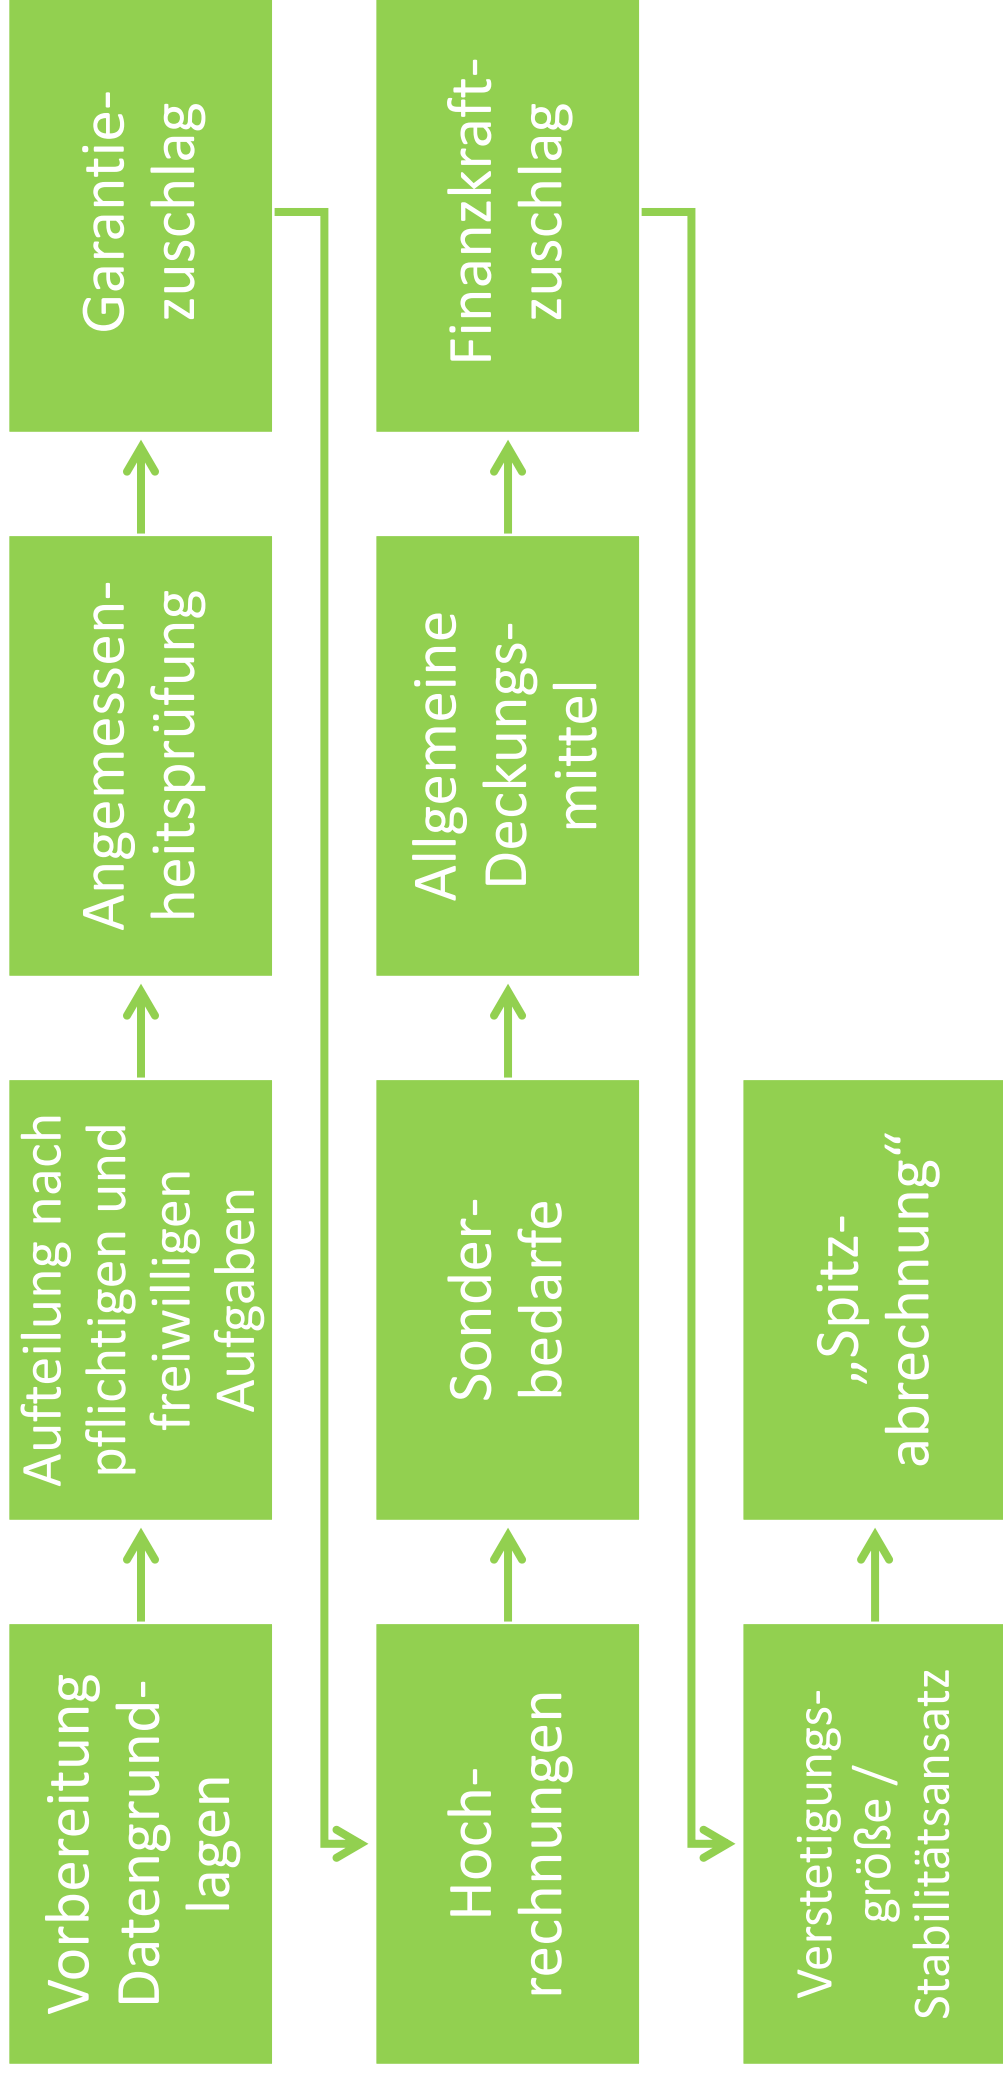 Vorbereitung
Datengrund-
lagen
Aufteilung nach
pflichtigen und
freiwilligen
Aufgaben
Angemessen-
heitsprüfung
Garantie-
zuschlag
Hoch-
rechnungen
Sonder-
bedarfe
Allgemeine
Deckungs-
mittel
Finanzkraft-
zuschlag
Verstetigungs-
größe /
Stabilitätsansatz
„Spitz-
abrechnung“